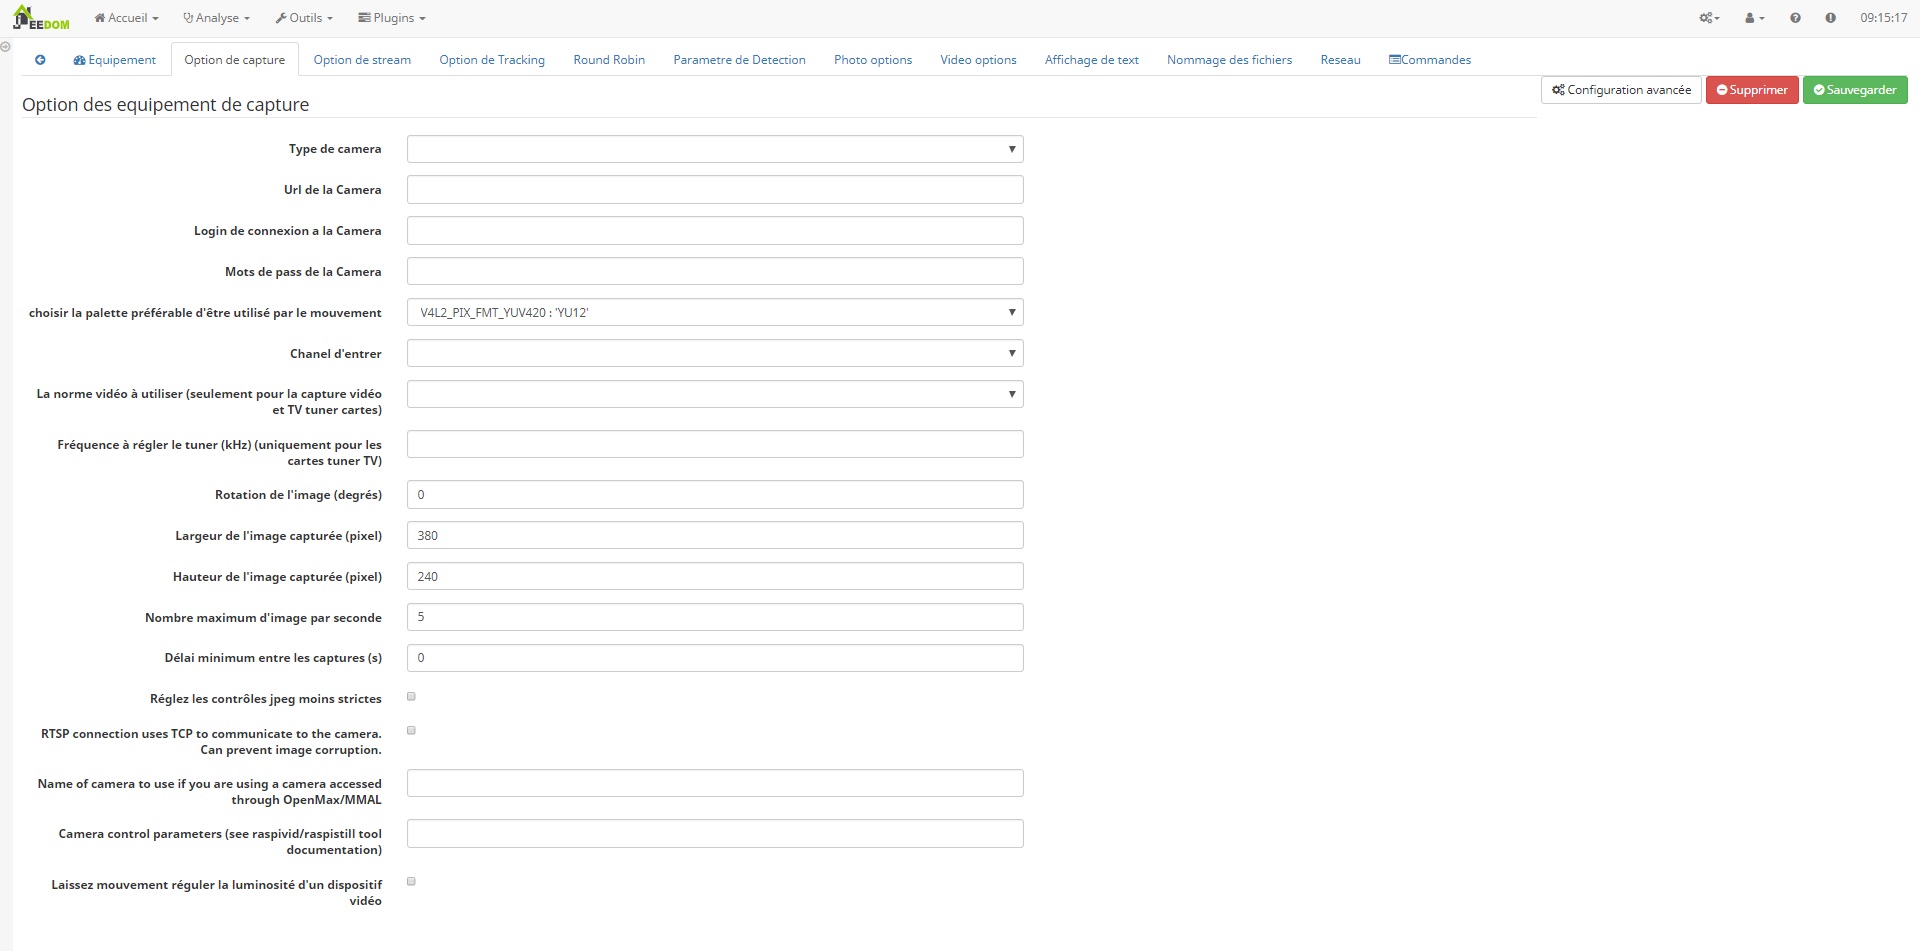 JEEDOM Accueil Analyse Outils Plugins 09:15:17
Equipement Option de capture Option de stream Option de Tracking Round Robin Parametre de Detection Photo options Video options Affichage de text Nommage des fichiers Reseau Commandes
Configuration avancée Supprimer Sauvegarder
Option des equipement de capture
Type de camera
Url de la Camera
Login de connexion a la Camera
Mots de pass de la Camera
choisir la palette préférable d'être utilisé par le mouvement V4L2_PIX_FMT_YUV420 : 'YU12'
Chanel d'entrer
La norme vidéo à utiliser (seulement pour la capture vidéo
et TV tuner cartes)
Fréquence à régler le tuner (kHz) (uniquement pour les
cartes tuner TV)
Rotation de l'image (degrés) 0
Largeur de l'image capturée (pixel) 380
Hauteur de l'image capturée (pixel) 240
Nombre maximum d'image par seconde 5
Délai minimum entre les captures (s) 0
Réglez les contrôles jpeg moins strictes
RTSP connection uses TCP to communicate to the camera.
Can prevent image corruption.
Name of camera to use if you are using a camera accessed
through OpenMax/MMAL
Camera control parameters (see raspivid/raspistill tool
documentation)
Laissez mouvement réguler la luminosité d'un dispositif
vidéo